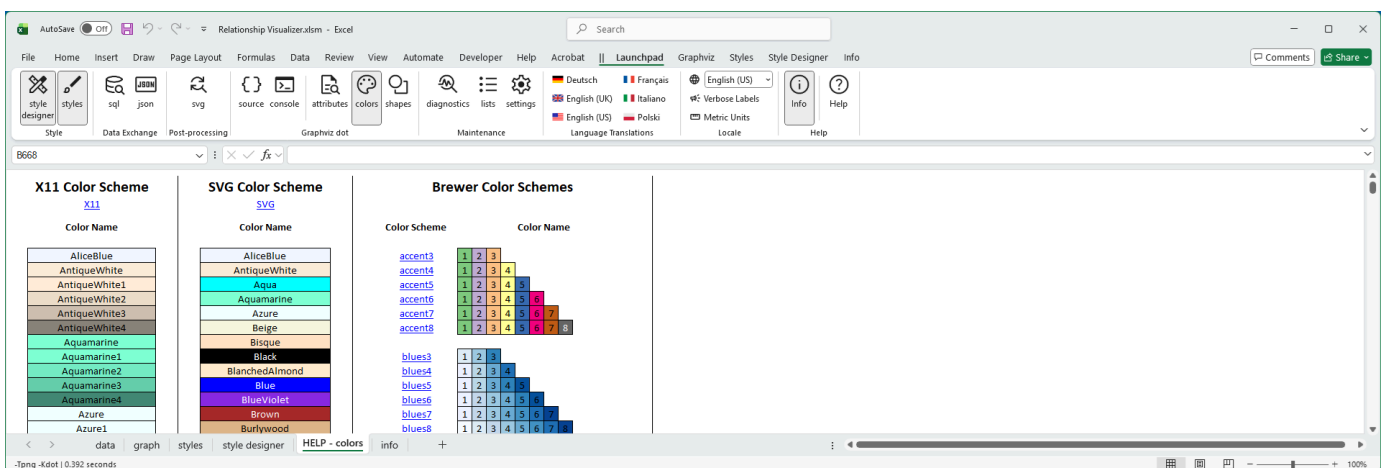 AutoSave Off Relationship Visualizer.xlsm - Excel Search
File Home Insert Draw Page Layout Formulas Data Review View Automate Developer Help Acrobat || Launchpad Graphviz Styles Style Designer Info Comments Share
style designer styles sql json svg source console attributes colors shapes diagnostics lists settings Info Help
JSON
Deutsch Français English (US)
English (UK) Italiano Verbose Labels
English (US) Polski Metric Units
Style Data Exchange Post-processing Graphviz dot Maintenance Language Translations Locale Help
B668 fx
X11 Color Scheme SVG Color Scheme Brewer Color Schemes
X11 SVG
Color Name Color Name Color Scheme Color Name
AliceBlue AliceBlue accent3 1 2 3
AntiqueWhite AntiqueWhite accent4 1 2 3 4
AntiqueWhite1 Aqua accent5 1 2 3 4 5
AntiqueWhite2 Aquamarine accent6 1 2 3 4 5 6
AntiqueWhite3 Azure accent7 1 2 3 4 5 6 7
AntiqueWhite4 Beige accent8 1 2 3 4 5 6 7 8
Aquamarine Bisque
Aquamarine1 Black blues3 1 2 3
Aquamarine2 BlanchedAlmond blues4 1 2 3 4
Aquamarine3 Blue blues5 1 2 3 4 5
Aquamarine4 BlueViolet blues6 1 2 3 4 5 6
Azure Brown blues7 1 2 3 4 5 6 7
Azure1 Burlywood blues8 1 2 3 4 5 6 7 8
data graph styles style designer HELP - colors info +
-Tpng -Kdot | 0.392 seconds 100%